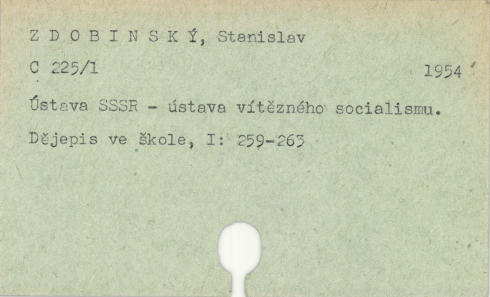 Z D O B I N S K Ý, Stanislav
C 225/1 1954
Ústava SSSR - ústava vítězného socialismu.
Dějepis ve škole, I: 259-263